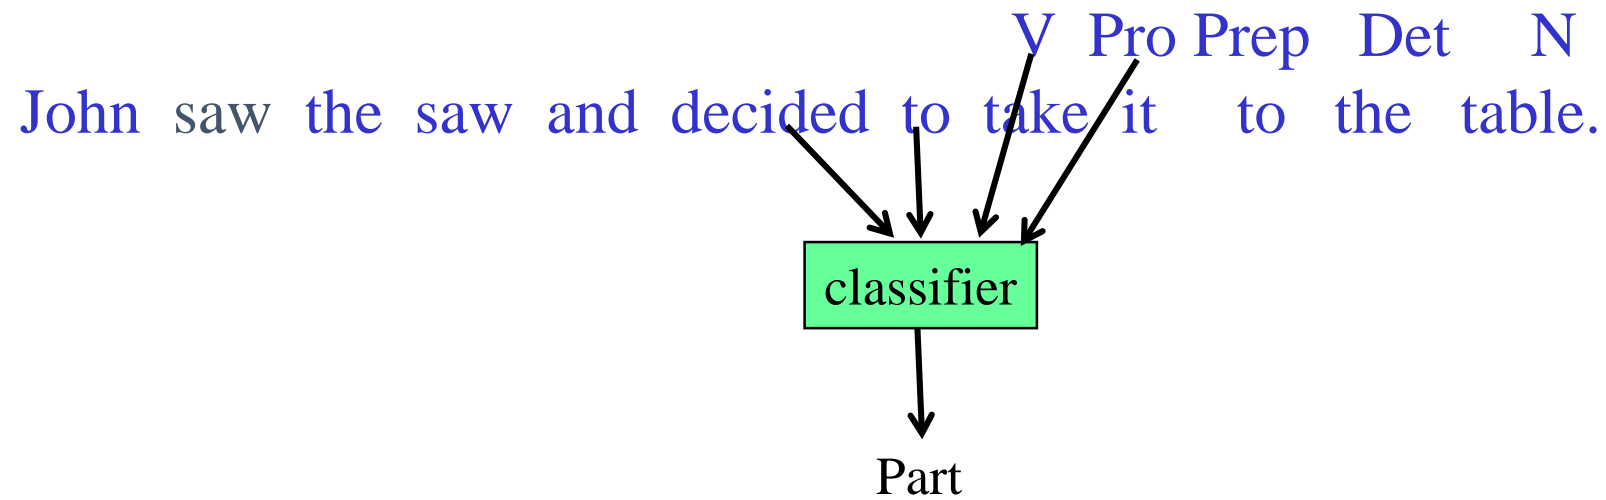 V Pro Prep Det N
John saw the saw and decided to take it to the table.
classifier
Part